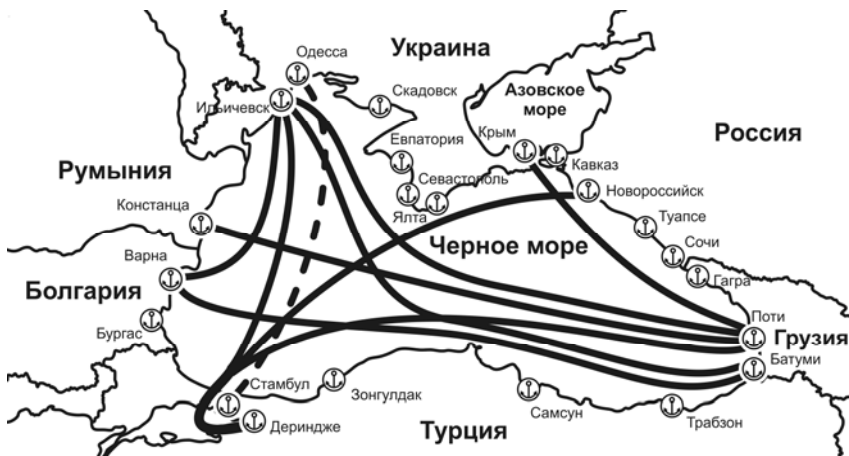 Одесса
Украина
Скадовск
Ильичевск
Азовское
море
Россия
Крым
Евпатория
Кавказ
Румыния
Севастополь
Новороссийск
Констанца
Ялта
Туапсе
Черное море
Сочи
Варна
Гагра
Болгария
Поти
Бургас
Грузия
Батуми
Стамбул
Зонгулдак
Самсун
Дериндже
Турция
Трабзон